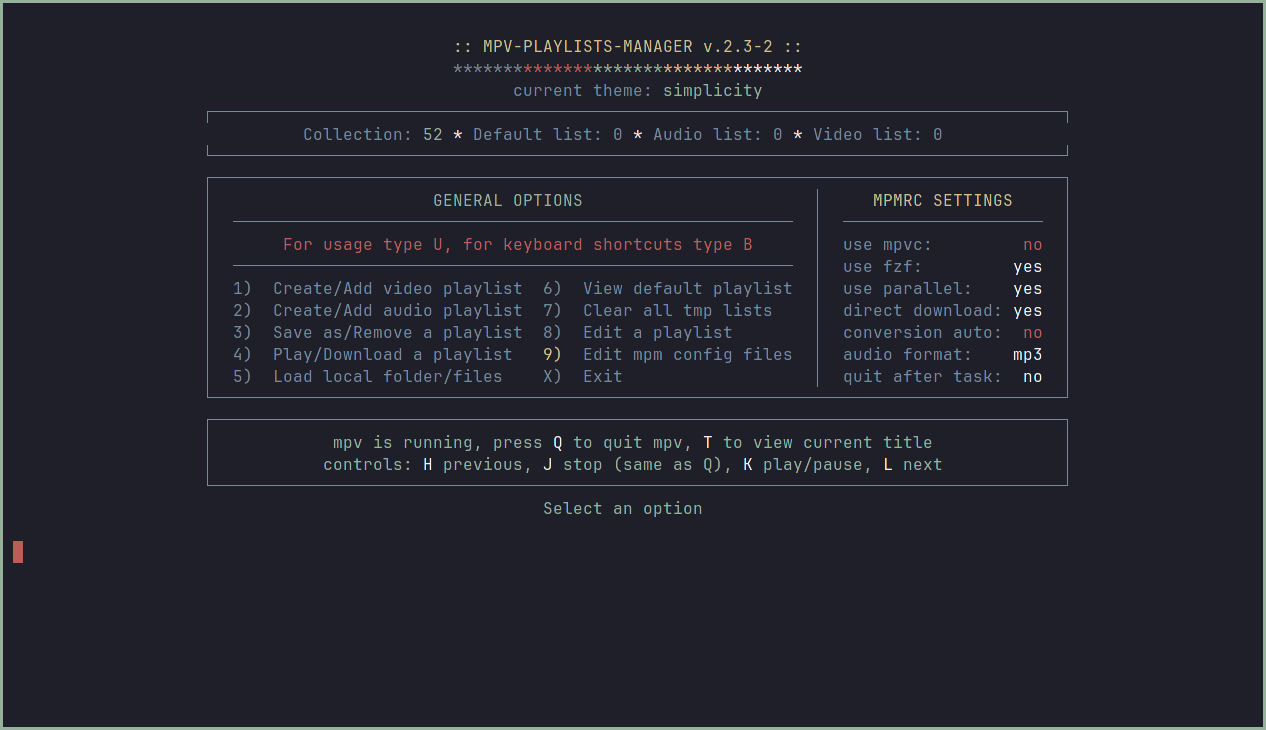 :: MPV-PLAYLISTS-MANAGER v.2.3-2 ::
***********************************
current theme: simplicity
Collection: 52 * Default list: 0 * Audio list: 0 * Video list: 0
GENERAL OPTIONS
For usage type U, for keyboard shortcuts type B
1) Create/Add video playlist 6) View default playlist
2) Create/Add audio playlist 7) Clear all tmp lists
3) Save as/Remove a playlist 8) Edit a playlist
4) Play/Download a playlist 9) Edit mpm config files
5) Load local folder/files X) Exit
MPMRC SETTINGS
use mpvc: no
use fzf: yes
use parallel: yes
direct download: yes
conversion auto: no
audio format: mp3
quit after task: no
mpv is running, press Q to quit mpv, T to view current title
controls: H previous, J stop (same as Q), K play/pause, L next
Select an option